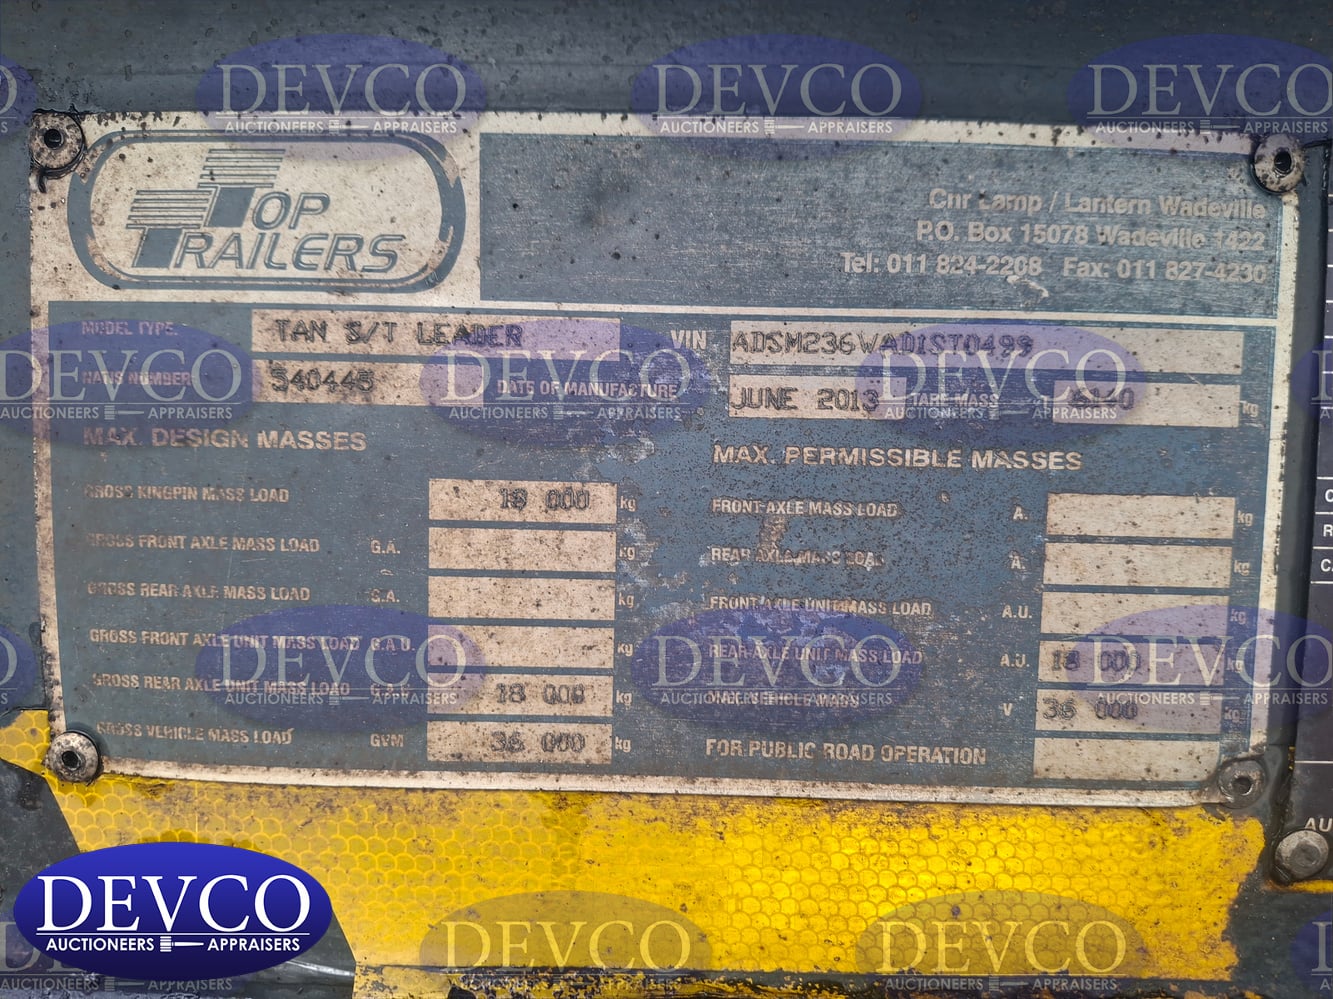 TOP
TRAILERS
Cnr Lamp / Lantern Wadeville
P.O. Box 15078 Wadeville 1422
Tel: 011 824-2208 Fax: 011 827-4230
MODEL TYPE TAN S/T LEADER VIN ADSM236WAD1ST0499
NATIS NUMBER 540445 DATE OF MANUFACTURE JUNE 2013 TARE MASS 6140 kg
MAX. DESIGN MASSES
GROSS KINGPIN MASS LOAD 18 000 kg
GROSS FRONT AXLE MASS LOAD G.A. kg
GROSS REAR AXLE MASS LOAD G.A. kg
GROSS FRONT AXLE UNIT MASS LOAD G.A.U.
GROSS REAR AXLE UNIT MASS LOAD 18 000 kg
GROSS VEHICLE MASS LOAD GVM 36 000 kg
MAX. PERMISSIBLE MASSES
FRONT AXLE MASS LOAD A. kg
REAR AXLE MASS LOAD A. kg
FRONT AXLE UNIT MASS LOAD A.U. kg
REAR AXLE UNIT MASS LOAD A.U. 18 000 kg
MAX VEHICLE MASS V 36 000 kg
FOR PUBLIC ROAD OPERATION
DEVCO
AUCTIONEERS APPRAISERS